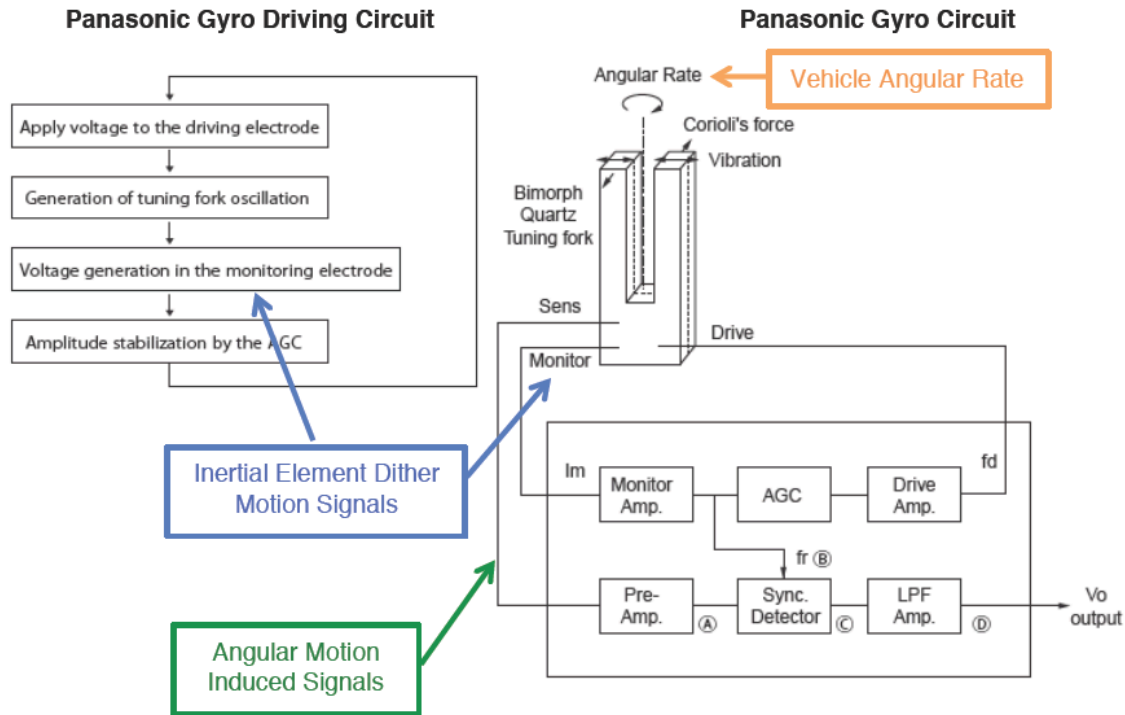 Panasonic Gyro Driving Circuit
Panasonic Gyro Circuit
Apply voltage to the driving electrode
Generation of tuning fork oscillation
Voltage generation in the monitoring electrode
Amplitude stabilization by the AGC
Angular Rate
Vehicle Angular Rate
Corioli's force
Vibration
Bimorph
Quartz
Tuning fork
Sens
Monitor
Drive
Inertial Element Dither
Motion Signals
Im
Monitor
Amp.
AGC
Drive
Amp.
fd
fr Ⓑ
Pre-
Amp.
Ⓐ
Sync.
Detector
Ⓒ
LPF
Amp.
Ⓓ
Vo
output
Angular Motion
Induced Signals